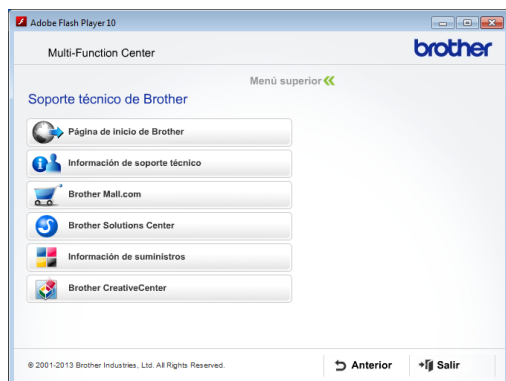 Adobe Flash Player 10
Multi-Function Center
brother
Menú superior
Soporte técnico de Brother
Página de inicio de Brother
Información de soporte técnico
Brother Mall.com
Brother Solutions Center
Información de suministros
Brother CreativeCenter
© 2001-2013 Brother Industries, Ltd. All Rights Reserved.
Anterior
Salir